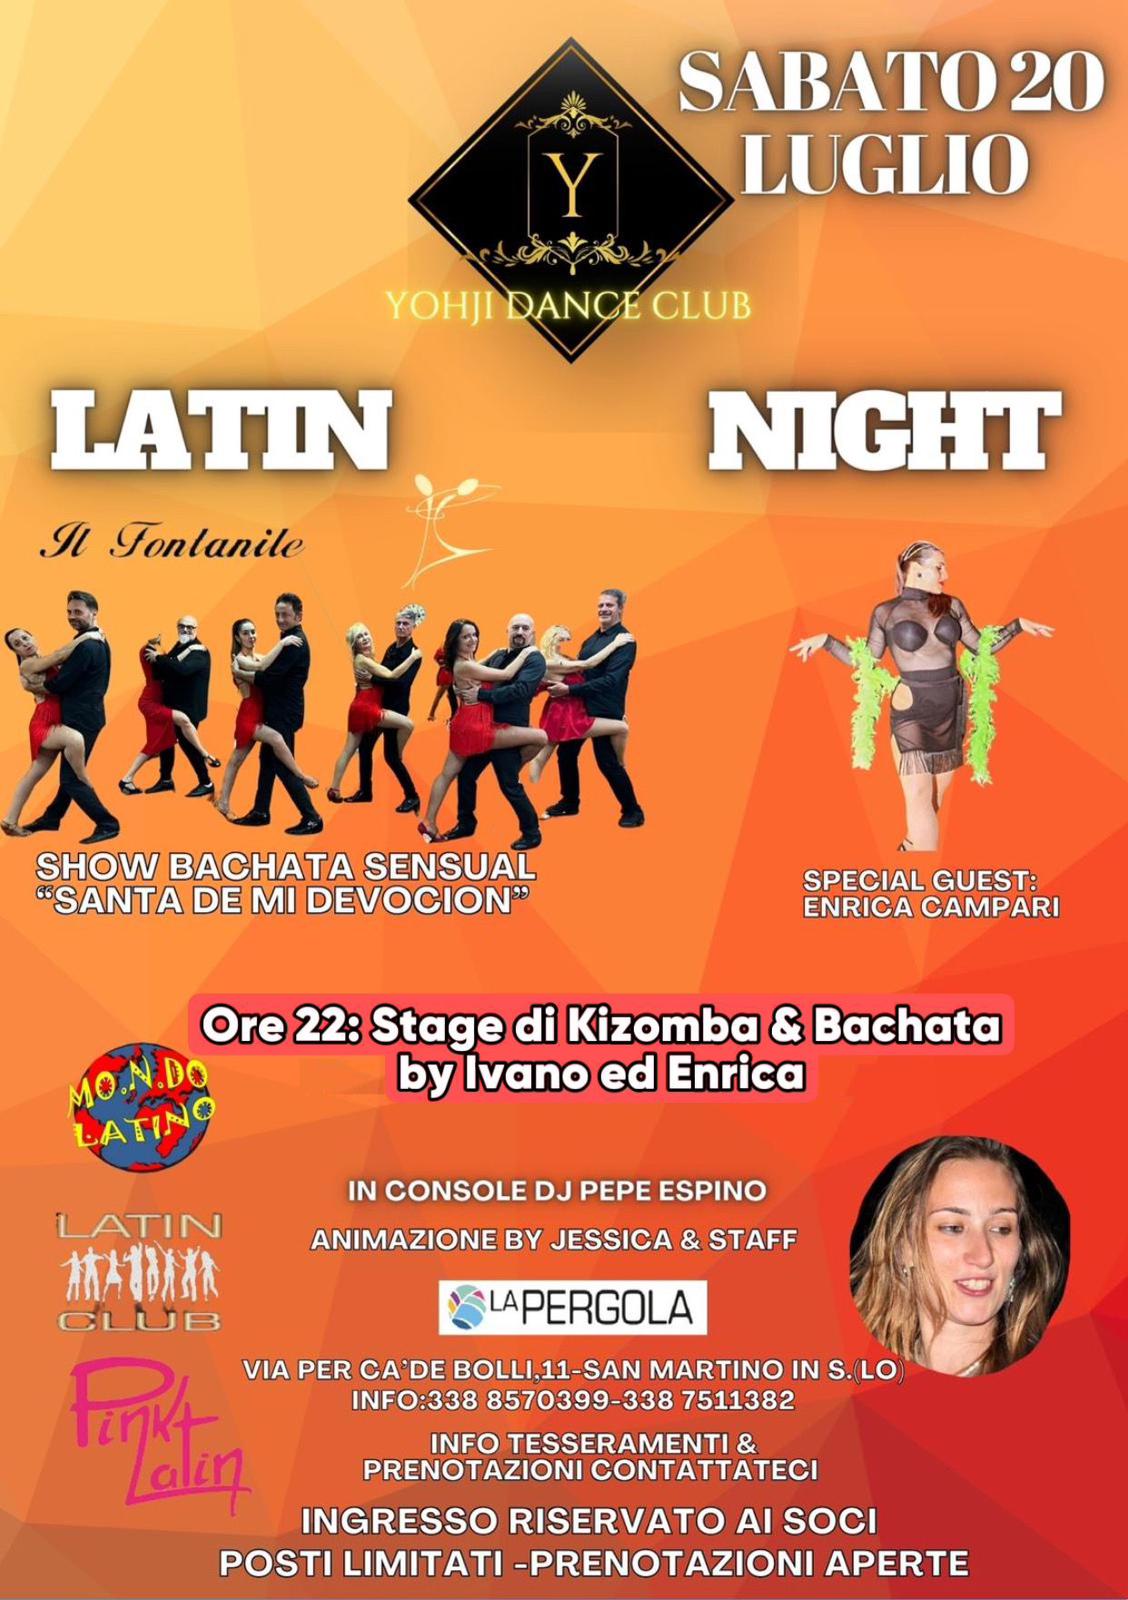 SABATO 20
LUGLIO
Y
YOHJI DANCE CLUB
LATIN NIGHT
Il Fontanile
SHOW BACHATA SENSUAL
“SANTA DE MI DEVOCION”
SPECIAL GUEST:
ENRICA CAMPARI
Ore 22: Stage di Kizomba & Bachata
by Ivano ed Enrica
MO.N.DO
LATINO
IN CONSOLE DJ PEPE ESPINO
LATIN
CLUB
ANIMAZIONE BY JESSICA & STAFF
LA PERGOLA
VIA PER CA'DE BOLLI,11-SAN MARTINO IN S.(LO)
INFO:338 8570399-338 7511382
Pink
Latin
INFO TESSERAMENTI &
PRENOTAZIONI CONTATTATECI
INGRESSO RISERVATO AI SOCI
POSTI LIMITATI -PRENOTAZIONI APERTE